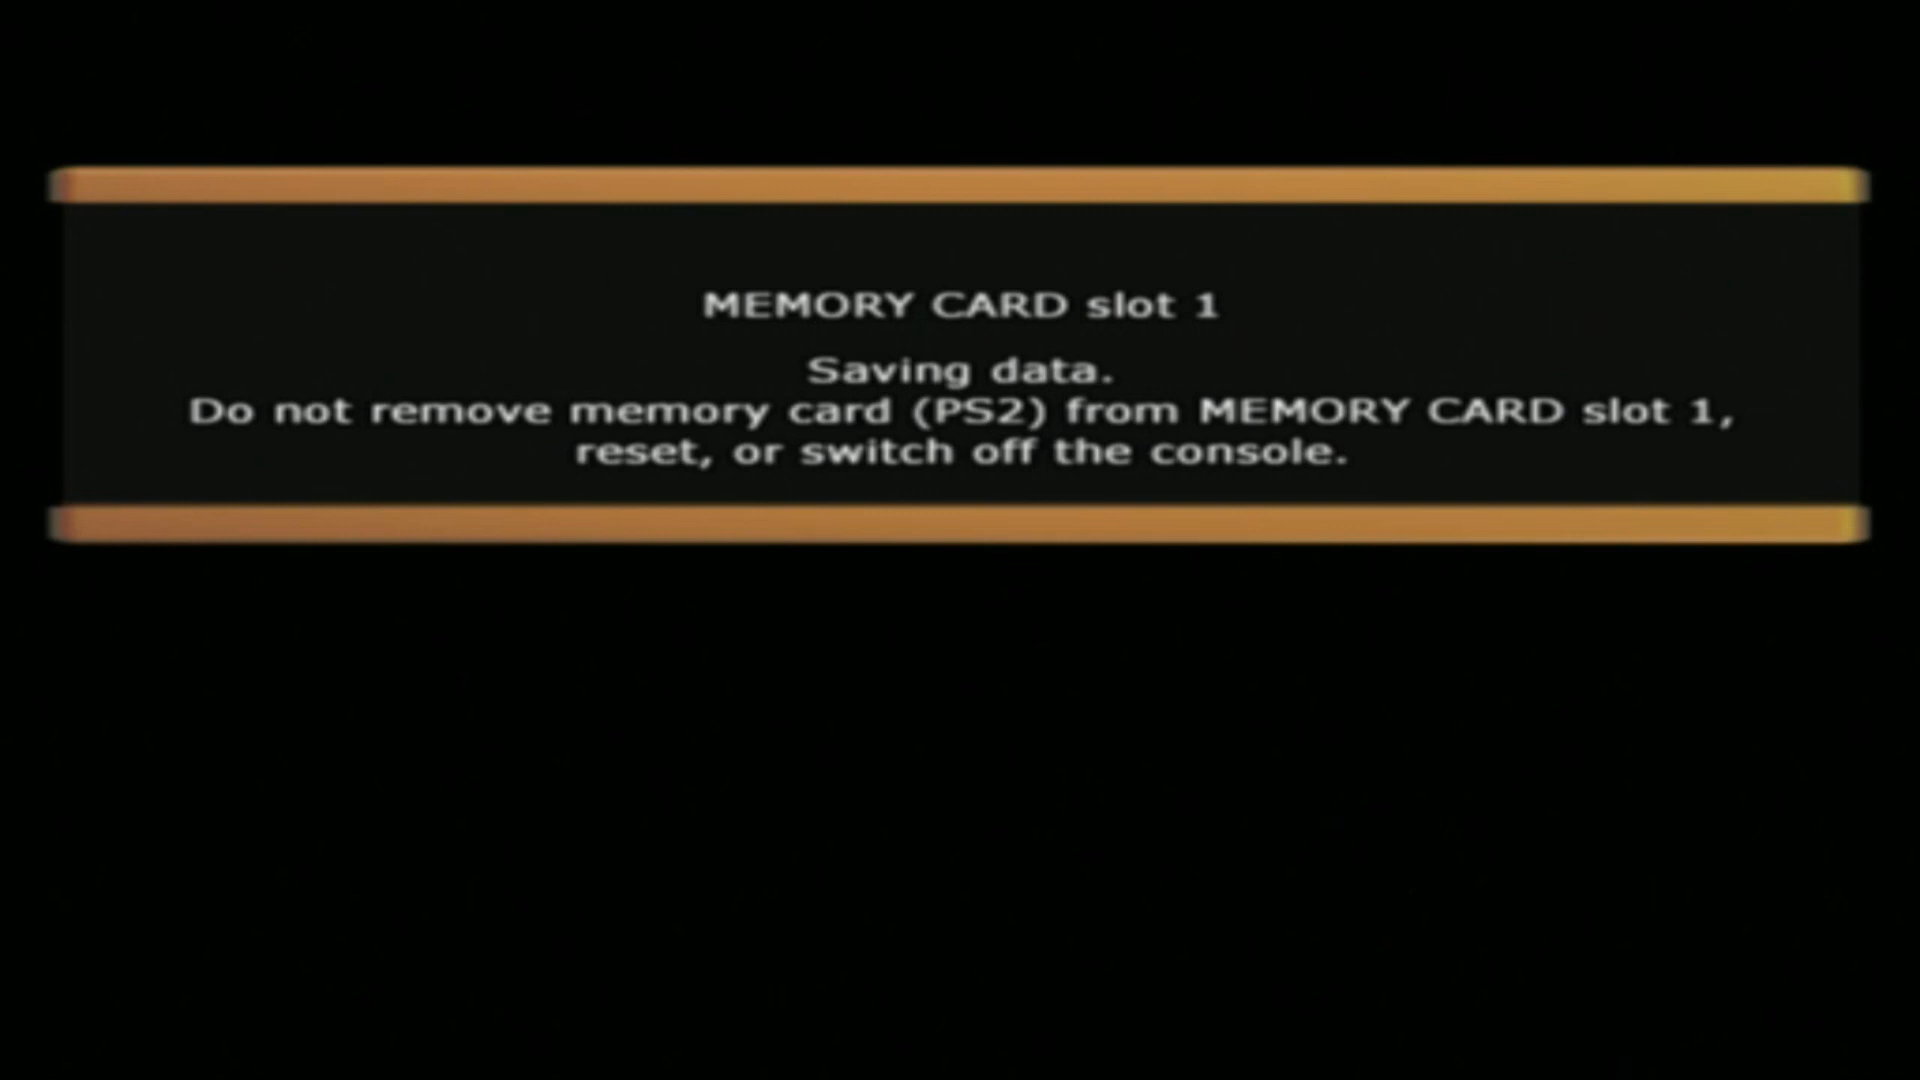 MEMORY CARD slot 1
Saving data.
Do not remove memory card (PS2) from MEMORY CARD slot 1,
reset, or switch off the console.